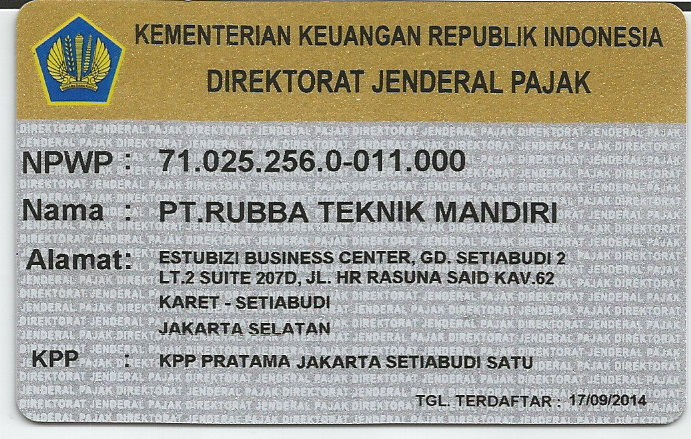 KEMENTERIAN KEUANGAN REPUBLIK INDONESIA
DIREKTORAT JENDERAL PAJAK
NPWP : 71.025.256.0-011.000
Nama : PT.RUBBA TEKNIK MANDIRI
Alamat: ESTUBIZI BUSINESS CENTER, GD. SETIABUDI 2
LT.2 SUITE 207D, JL. HR RASUNA SAID KAV.62
KARET - SETIABUDI
JAKARTA SELATAN
KPP : KPP PRATAMA JAKARTA SETIABUDI SATU
TGL. TERDAFTAR : 17/09/2014